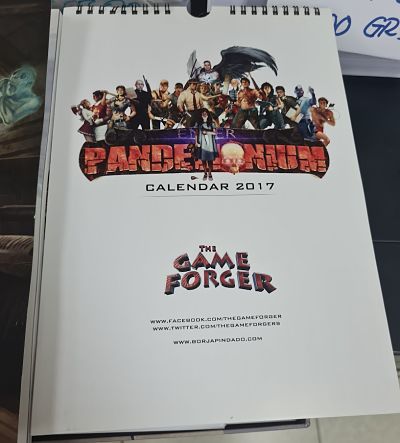 ENTER
PANDEMONIUM
CALENDAR 2017
THE
GAME
FORGER
WWW.FACEBOOK.COM/THEGAMEFORGER
WWW.TWITTER.COM/THEGAMEFORGERS
WWW.BORJAPINDADO.COM